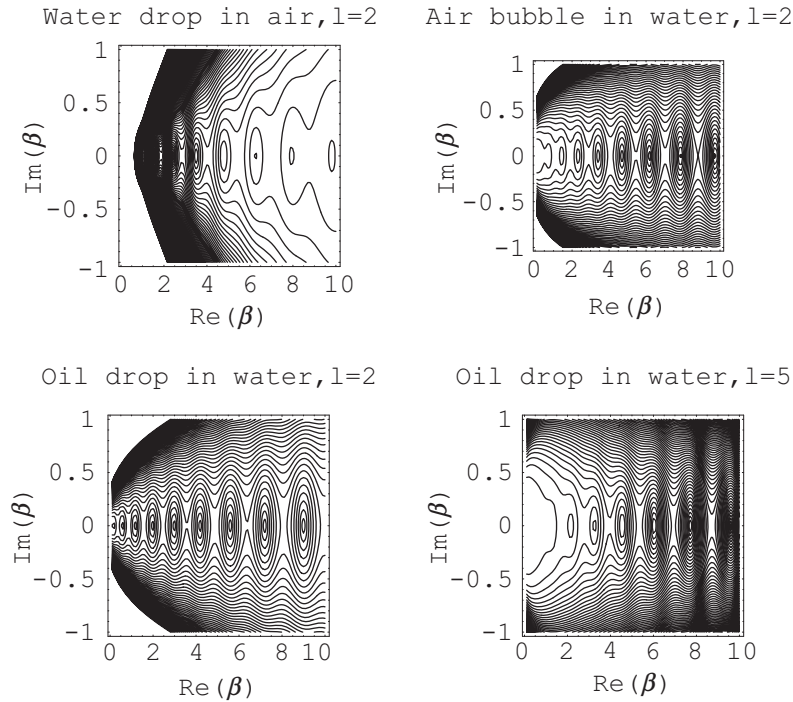 Water drop in air,l=2
Im(β)
1
0.5
0
-0.5
-1
0 2 4 6 8 10
Re(β)
Air bubble in water,l=2
Im(β)
1
0.5
0
-0.5
-1
0 2 4 6 8 10
Re(β)
Oil drop in water,l=2
Im(β)
1
0.5
0
-0.5
-1
0 2 4 6 8 10
Re(β)
Oil drop in water,l=5
Im(β)
1
0.5
0
-0.5
-1
0 2 4 6 8 10
Re(β)